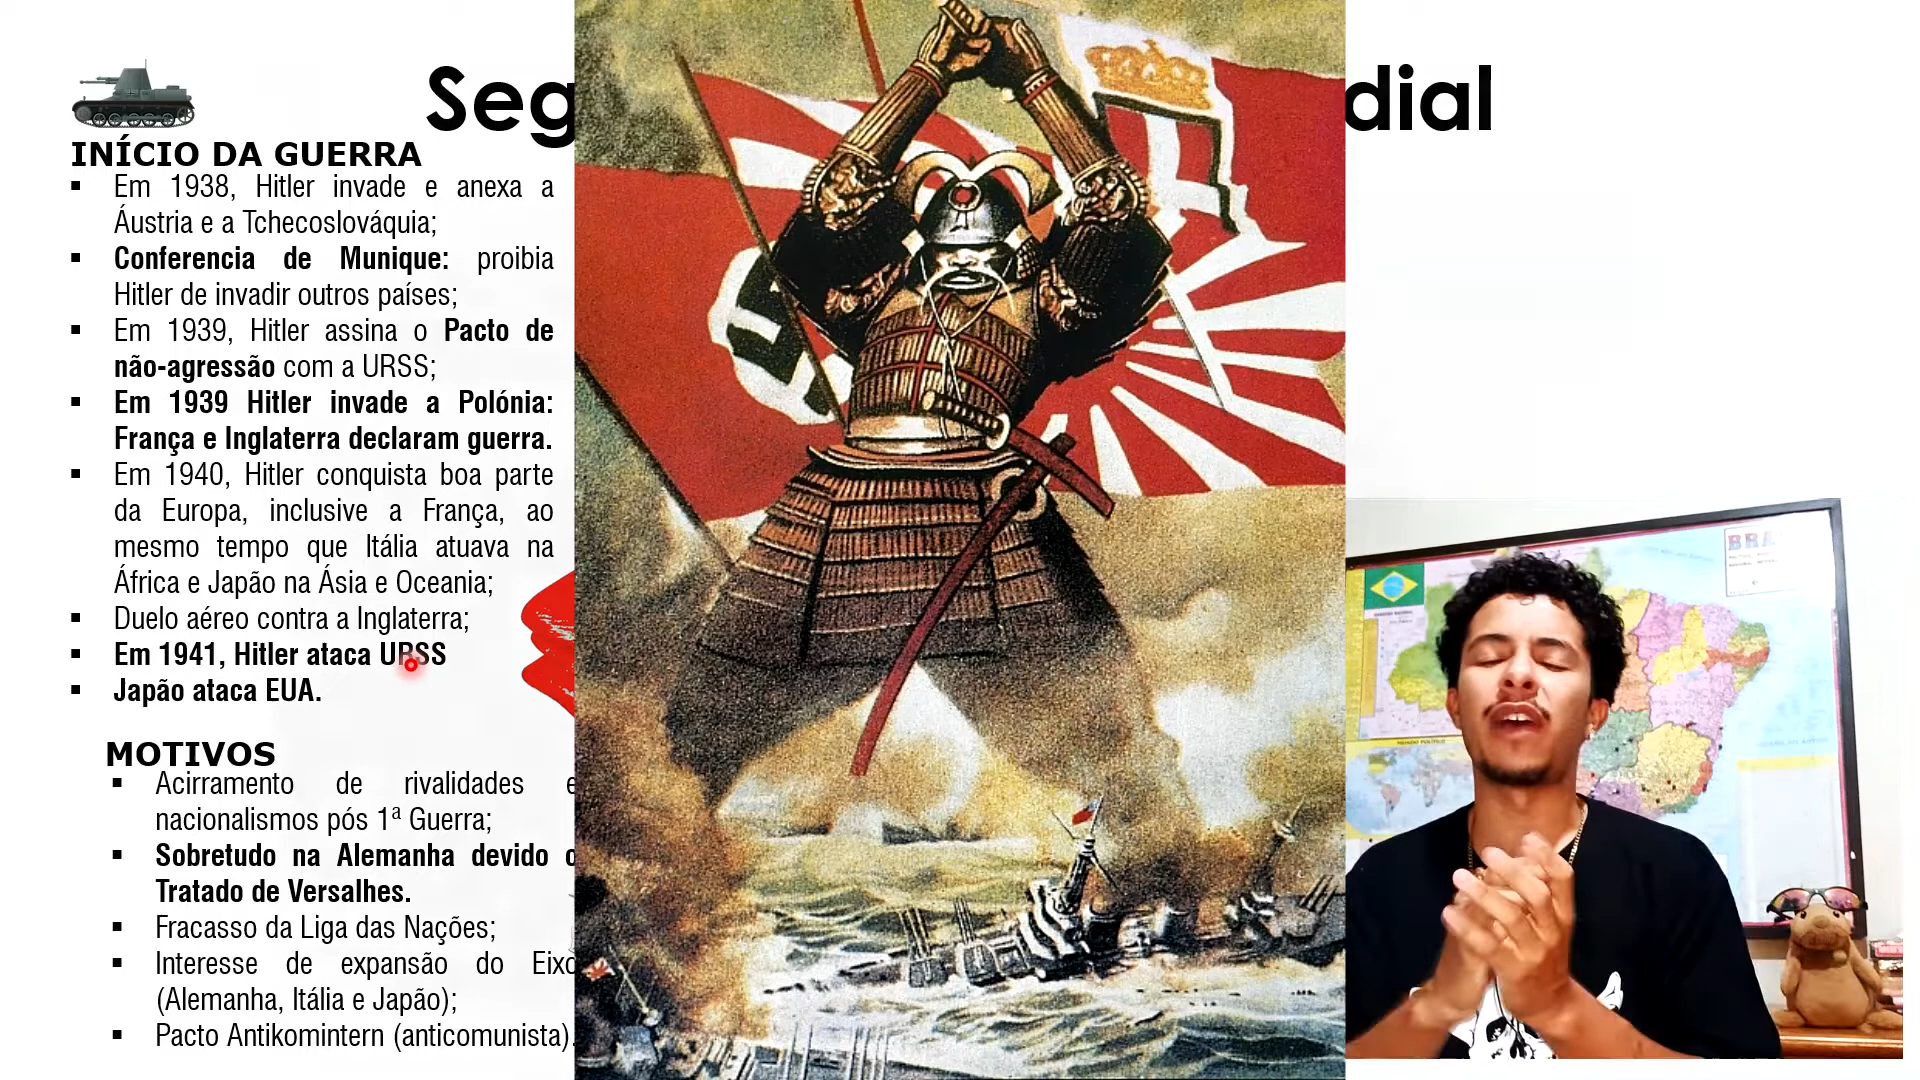 Seg dial
INÍCIO DA GUERRA
▪ Em 1938, Hitler invade e anexa a
Áustria e a Tchecoslováquia;
▪ Conferencia de Munique: proibia
Hitler de invadir outros países;
▪ Em 1939, Hitler assina o Pacto de
não-agressão com a URSS;
▪ Em 1939 Hitler invade a Polónia:
França e Inglaterra declaram guerra.
▪ Em 1940, Hitler conquista boa parte
da Europa, inclusive a França, ao
mesmo tempo que Itália atuava na
África e Japão na Ásia e Oceania;
▪ Duelo aéreo contra a Inglaterra;
▪ Em 1941, Hitler ataca URSS
▪ Japão ataca EUA.
MOTIVOS
▪ Acirramento de rivalidades e
nacionalismos pós 1ª Guerra;
▪ Sobretudo na Alemanha devido o
Tratado de Versalhes.
▪ Fracasso da Liga das Nações;
▪ Interesse de expansão do Eixo
(Alemanha, Itália e Japão);
▪ Pacto Antikomintern (anticomunista).
BRA
MUNDO POLÍTICO